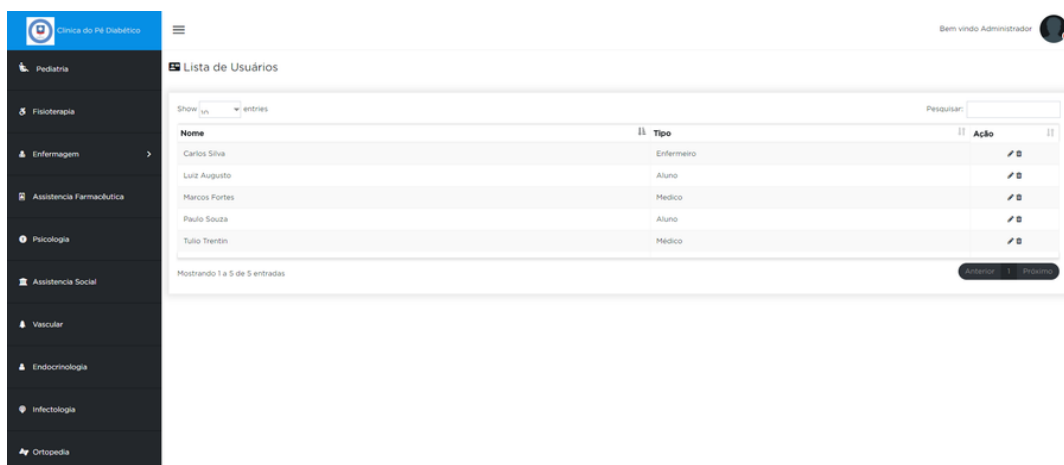 Clinica do Pé Diabético
Bem vindo Administrador
Pediatria
Fisioterapia
Enfermagem
Assistencia Farmacêutica
Psicologia
Assistencia Social
Vascular
Endocrinologia
Infectologia
Ortopedia
Lista de Usuários
Show 10 entries
Pesquisar:
Nome Tipo Ação
Carlos Silva Enfermeiro
Luiz Augusto Aluno
Marcos Fortes Medico
Paulo Souza Aluno
Tulio Trentin Médico
Mostrando 1 a 5 de 5 entradas
Anterior 1 Próximo